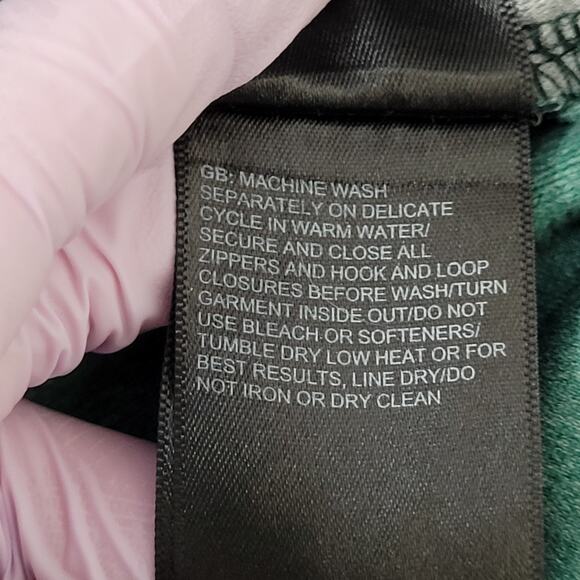 GB: MACHINE WASH
SEPARATELY ON DELICATE
CYCLE IN WARM WATER/
SECURE AND CLOSE ALL
ZIPPERS AND HOOK AND LOOP
CLOSURES BEFORE WASH/TURN
GARMENT INSIDE OUT/DO NOT
USE BLEACH OR SOFTENERS/
TUMBLE DRY LOW HEAT OR FOR
BEST RESULTS, LINE DRY/DO
NOT IRON OR DRY CLEAN